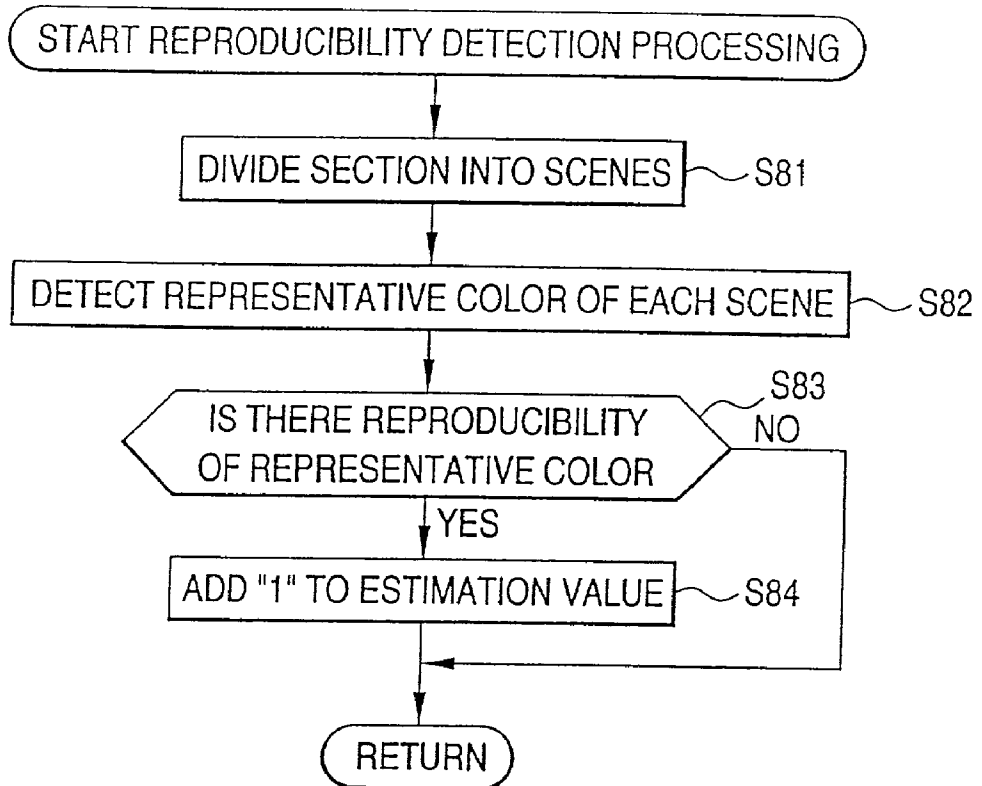 START REPRODUCIBILITY DETECTION PROCESSING
DIVIDE SECTION INTO SCENES
S81
DETECT REPRESENTATIVE COLOR OF EACH SCENE
S82
S83
IS THERE REPRODUCIBILITY
OF REPRESENTATIVE COLOR
NO
YES
ADD "1" TO ESTIMATION VALUE
S84
RETURN